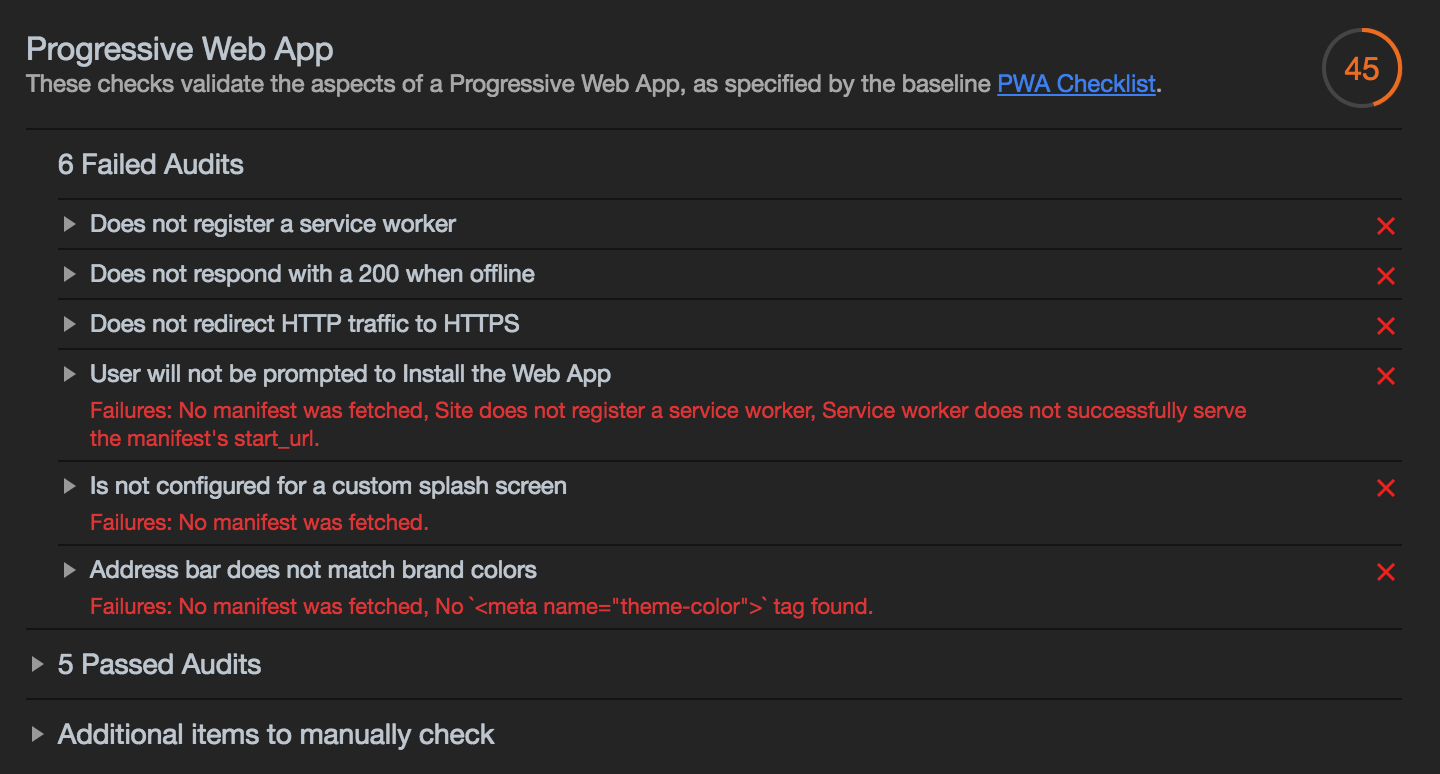 Progressive Web App
45
These checks validate the aspects of a Progressive Web App, as specified by the baseline PWA Checklist.
6 Failed Audits
Does not register a service worker
Does not respond with a 200 when offline
Does not redirect HTTP traffic to HTTPS
User will not be prompted to Install the Web App
Failures: No manifest was fetched, Site does not register a service worker, Service worker does not successfully serve
the manifest's start_url.
Is not configured for a custom splash screen
Failures: No manifest was fetched.
Address bar does not match brand colors
Failures: No manifest was fetched, No `<meta name="theme-color">` tag found.
5 Passed Audits
Additional items to manually check